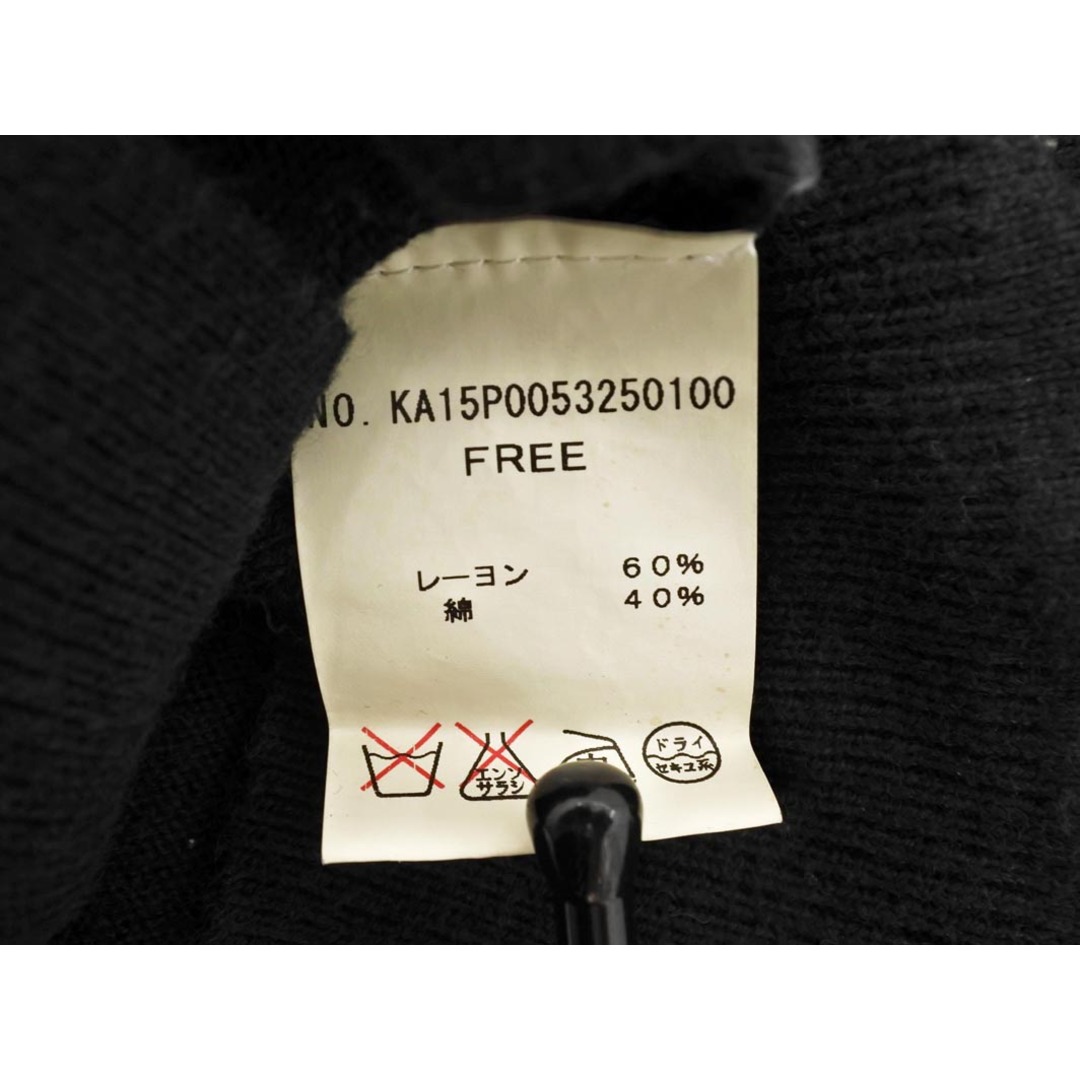 NO. KA15P0053250100
FREE
レーヨン 60%
綿 40%
エンソ
サラシ
ドライ
セキユ系